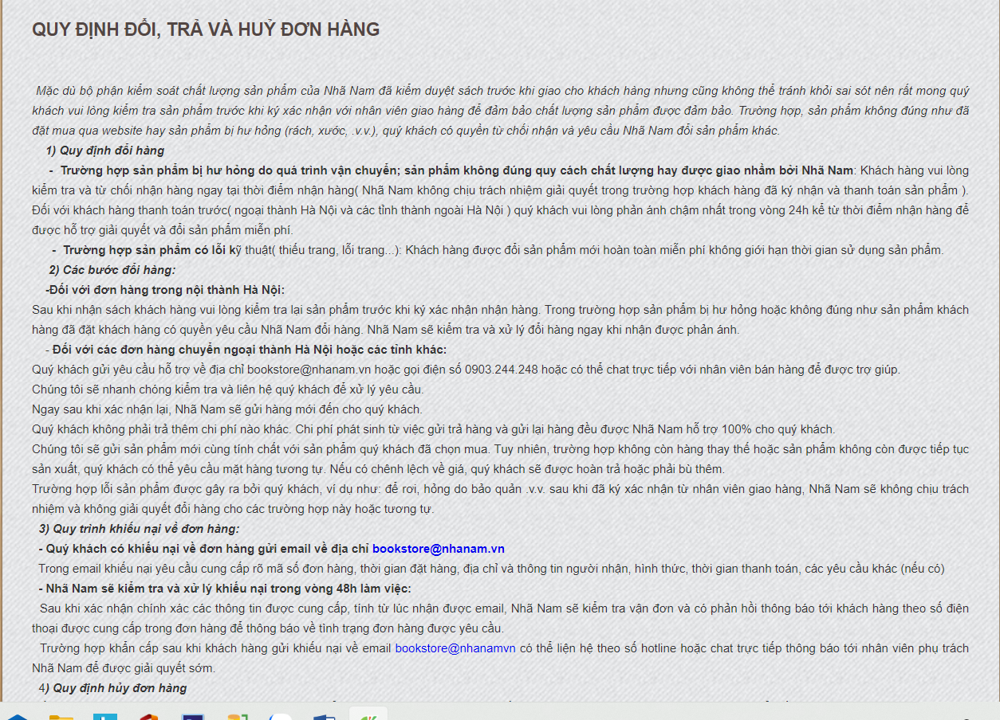 QUY ĐỊNH ĐỔI, TRẢ VÀ HUỶ ĐƠN HÀNG
Mặc dù bộ phận kiểm soát chất lượng sản phẩm của Nhã Nam đã kiểm duyệt sách trước khi giao cho khách hàng nhưng cũng không thể tránh khỏi sai sót nên rất mong quý
khách vui lòng kiểm tra sản phẩm trước khi ký xác nhận với nhân viên giao hàng để đảm bảo chất lượng sản phẩm được đảm bảo. Trường hợp, sản phẩm không đúng như đã
đặt mua qua website hay sản phẩm bị hư hỏng (rách, xước, .v.v.), quý khách có quyền từ chối nhận và yêu cầu Nhã Nam đổi sản phẩm khác.
1) Quy định đổi hàng
- Trường hợp sản phẩm bị hư hỏng do quá trình vận chuyển; sản phẩm không đúng quy cách chất lượng hay được giao nhầm bởi Nhã Nam: Khách hàng vui lòng
kiểm tra và từ chối nhận hàng ngay tại thời điểm nhận hàng( Nhã Nam không chịu trách nhiệm giải quyết trong trường hợp khách hàng đã ký nhận và thanh toán sản phẩm ).
Đối với khách hàng thanh toán trước( ngoại thành Hà Nội và các tỉnh thành ngoài Hà Nội ) quý khách vui lòng phản ánh chậm nhất trong vòng 24h kể từ thời điểm nhận hàng để
được hỗ trợ giải quyết và đổi sản phẩm miễn phí.
- Trường hợp sản phẩm có lỗi kỹ thuật( thiếu trang, lỗi trang...): Khách hàng được đổi sản phẩm mới hoàn toàn miễn phí không giới hạn thời gian sử dụng sản phẩm.
2) Các bước đổi hàng:
-Đối với đơn hàng trong nội thành Hà Nội:
Sau khi nhận sách khách hàng vui lòng kiểm tra lại sản phẩm trước khi ký xác nhận nhận hàng. Trong trường hợp sản phẩm bị hư hỏng hoặc không đúng như sản phẩm khách
hàng đã đặt khách hàng có quyền yêu cầu Nhã Nam đổi hàng. Nhã Nam sẽ kiểm tra và xử lý đổi hàng ngay khi nhận được phản ánh.
- Đối với các đơn hàng chuyển ngoại thành Hà Nội hoặc các tỉnh khác:
Quý khách gửi yêu cầu hỗ trợ về địa chỉ bookstore@nhanam.vn hoặc gọi điện số 0903.244.248 hoặc có thể chat trực tiếp với nhân viên bán hàng để được trợ giúp.
Chúng tôi sẽ nhanh chóng kiểm tra và liên hệ quý khách để xử lý yêu cầu.
Ngay sau khi xác nhận lại, Nhã Nam sẽ gửi hàng mới đến cho quý khách.
Quý khách không phải trả thêm chi phí nào khác. Chi phí phát sinh từ việc gửi trả hàng và gửi lại hàng đều được Nhã Nam hỗ trợ 100% cho quý khách.
Chúng tôi sẽ gửi sản phẩm mới cùng tính chất với sản phẩm quý khách đã chọn mua. Tuy nhiên, trường hợp không còn hàng thay thế hoặc sản phẩm không còn được tiếp tục
sản xuất, quý khách có thể yêu cầu mặt hàng tương tự. Nếu có chênh lệch về giá, quý khách sẽ được hoàn trả hoặc phải bù thêm.
Trường hợp lỗi sản phẩm được gây ra bởi quý khách, ví dụ như: để rơi, hỏng do bảo quản .v.v. sau khi đã ký xác nhận từ nhân viên giao hàng, Nhã Nam sẽ không chịu trách
nhiệm và không giải quyết đổi hàng cho các trường hợp này hoặc tương tự.
3) Quy trình khiếu nại về đơn hàng:
- Quý khách có khiếu nại về đơn hàng gửi email về địa chỉ bookstore@nhanam.vn
Trong email khiếu nại yêu cầu cung cấp rõ mã số đơn hàng, thời gian đặt hàng, địa chỉ và thông tin người nhận, hình thức, thời gian thanh toán, các yêu cầu khác (nếu có)
- Nhã Nam sẽ kiểm tra và xử lý khiếu nại trong vòng 48h làm việc:
Sau khi xác nhận chính xác các thông tin được cung cấp, tính từ lúc nhận được email, Nhã Nam sẽ kiểm tra vận đơn và có phản hồi thông báo tới khách hàng theo số điện
thoại được cung cấp trong đơn hàng để thông báo về tình trạng đơn hàng được yêu cầu.
Trường hợp khẩn cấp sau khi khách hàng gửi khiếu nại về email bookstore@nhanamvn có thể liện hệ theo số hotline hoặc chat trực tiếp thông báo tới nhân viên phụ trách
Nhã Nam để được giải quyết sớm.
4) Quy định hủy đơn hàng